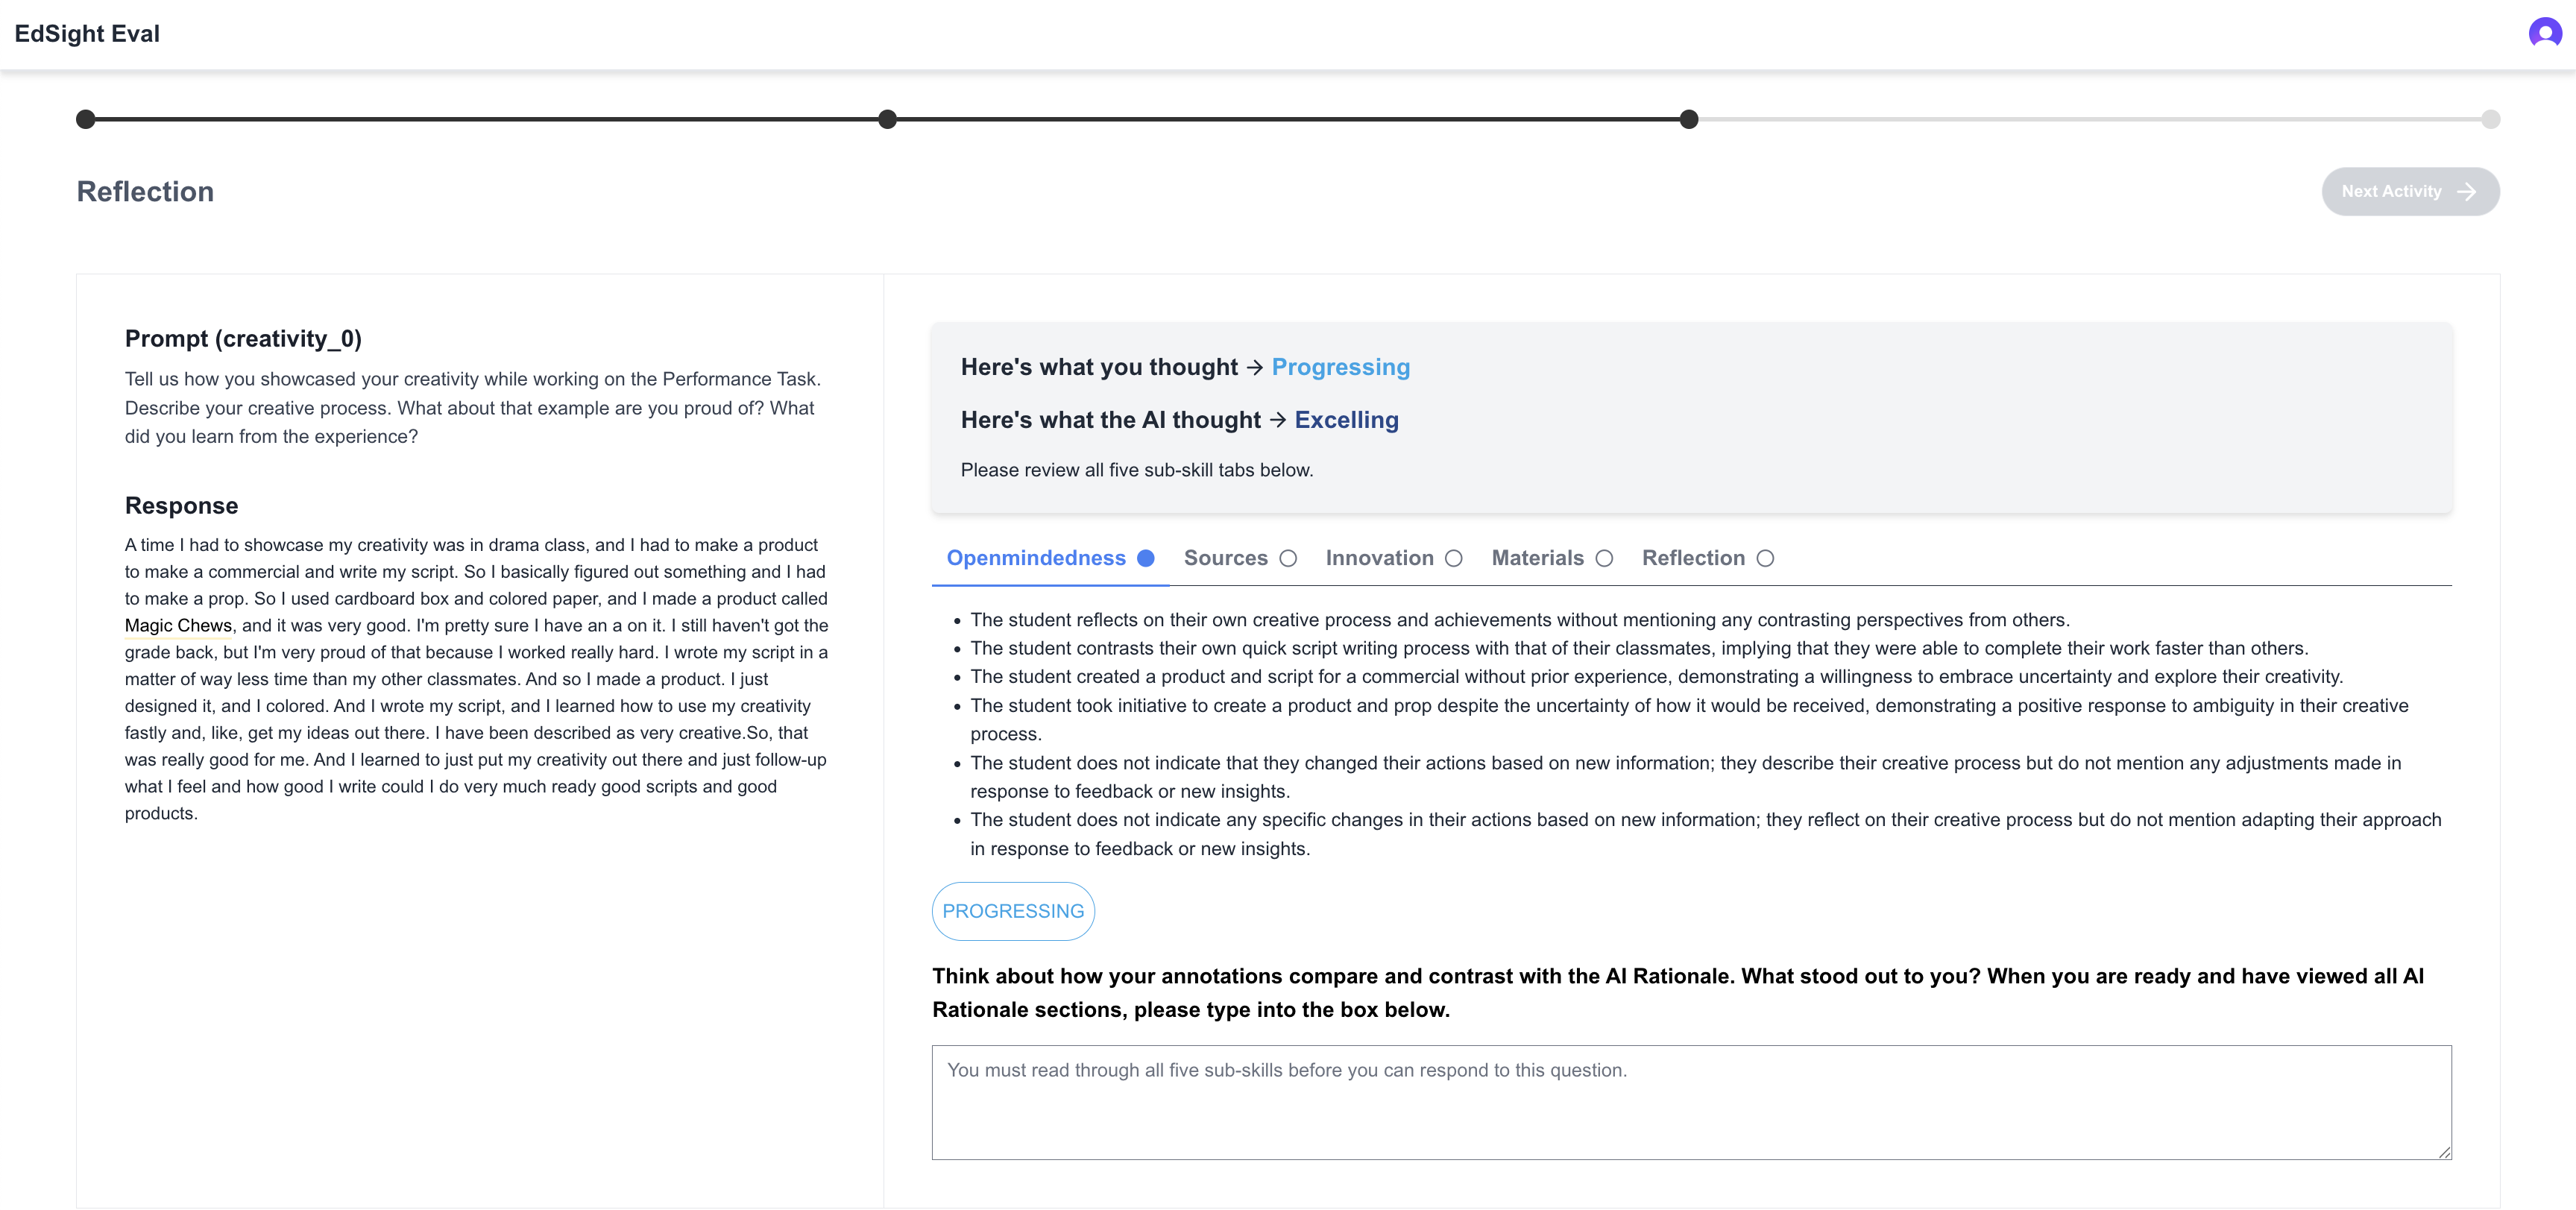 EdSight Eval
Reflection
Next Activity
Prompt (creativity_0)
Tell us how you showcased your creativity while working on the Performance Task.
Describe your creative process. What about that example are you proud of? What
did you learn from the experience?
Response
A time I had to showcase my creativity was in drama class, and I had to make a product
to make a commercial and write my script. So I basically figured out something and I had
to make a prop. So I used cardboard box and colored paper, and I made a product called
Magic Chews, and it was very good. I'm pretty sure I have an a on it. I still haven't got the
grade back, but I'm very proud of that because I worked really hard. I wrote my script in a
matter of way less time than my other classmates. And so I made a product. I just
designed it, and I colored. And I wrote my script, and I learned how to use my creativity
fastly and, like, get my ideas out there. I have been described as very creative.So, that
was really good for me. And I learned to just put my creativity out there and just follow-up
what I feel and how good I write could I do very much ready good scripts and good
products.
Here's what you thought → Progressing
Here's what the AI thought → Excelling
Please review all five sub-skill tabs below.
Openmindedness Sources Innovation Materials Reflection
• The student reflects on their own creative process and achievements without mentioning any contrasting perspectives from others.
• The student contrasts their own quick script writing process with that of their classmates, implying that they were able to complete their work faster than others.
• The student created a product and script for a commercial without prior experience, demonstrating a willingness to embrace uncertainty and explore their creativity.
• The student took initiative to create a product and prop despite the uncertainty of how it would be received, demonstrating a positive response to ambiguity in their creative
process.
• The student does not indicate that they changed their actions based on new information; they describe their creative process but do not mention any adjustments made in
response to feedback or new insights.
• The student does not indicate any specific changes in their actions based on new information; they reflect on their creative process but do not mention adapting their approach
in response to feedback or new insights.
PROGRESSING
Think about how your annotations compare and contrast with the AI Rationale. What stood out to you? When you are ready and have viewed all AI
Rationale sections, please type into the box below.
You must read through all five sub-skills before you can respond to this question.